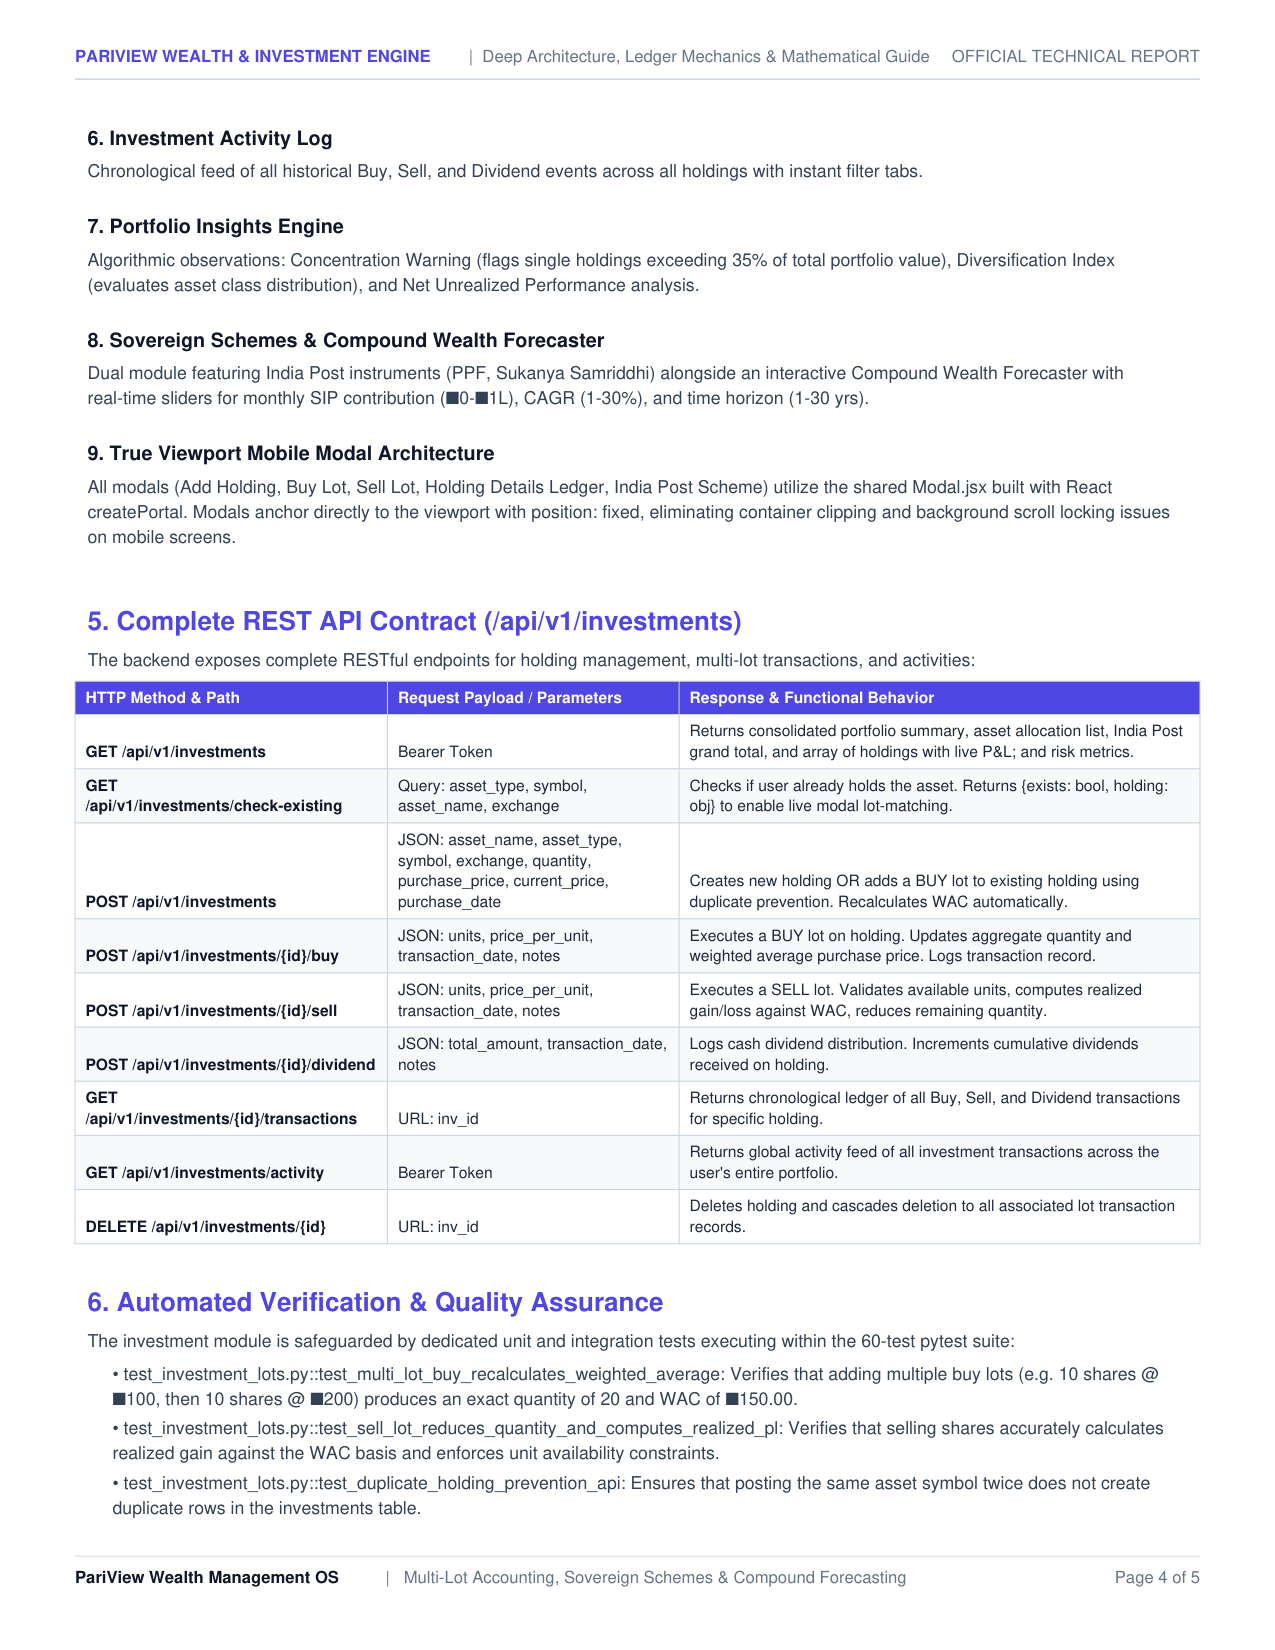 PARIVIEW WEALTH & INVESTMENT ENGINE | Deep Architecture, Ledger Mechanics & Mathematical Guide OFFICIAL TECHNICAL REPORT
6. Investment Activity Log
Chronological feed of all historical Buy, Sell, and Dividend events across all holdings with instant filter tabs.
7. Portfolio Insights Engine
Algorithmic observations: Concentration Warning (flags single holdings exceeding 35% of total portfolio value), Diversification Index
(evaluates asset class distribution), and Net Unrealized Performance analysis.
8. Sovereign Schemes & Compound Wealth Forecaster
Dual module featuring India Post instruments (PPF, Sukanya Samriddhi) alongside an interactive Compound Wealth Forecaster with
real-time sliders for monthly SIP contribution (■0-■1L), CAGR (1-30%), and time horizon (1-30 yrs).
9. True Viewport Mobile Modal Architecture
All modals (Add Holding, Buy Lot, Sell Lot, Holding Details Ledger, India Post Scheme) utilize the shared Modal.jsx built with React
createPortal. Modals anchor directly to the viewport with position: fixed, eliminating container clipping and background scroll locking issues
on mobile screens.
5. Complete REST API Contract (/api/v1/investments)
The backend exposes complete RESTful endpoints for holding management, multi-lot transactions, and activities:
HTTP Method & Path
Request Payload / Parameters
Response & Functional Behavior
GET /api/v1/investments
Bearer Token
Returns consolidated portfolio summary, asset allocation list, India Post
grand total, and array of holdings with live P&L; and risk metrics.
GET
/api/v1/investments/check-existing
Query: asset_type, symbol,
asset_name, exchange
Checks if user already holds the asset. Returns {exists: bool, holding:
obj} to enable live modal lot-matching.
POST /api/v1/investments
JSON: asset_name, asset_type,
symbol, exchange, quantity,
purchase_price, current_price,
purchase_date
Creates new holding OR adds a BUY lot to existing holding using
duplicate prevention. Recalculates WAC automatically.
POST /api/v1/investments/{id}/buy
JSON: units, price_per_unit,
transaction_date, notes
Executes a BUY lot on holding. Updates aggregate quantity and
weighted average purchase price. Logs transaction record.
POST /api/v1/investments/{id}/sell
JSON: units, price_per_unit,
transaction_date, notes
Executes a SELL lot. Validates available units, computes realized
gain/loss against WAC, reduces remaining quantity.
POST /api/v1/investments/{id}/dividend
JSON: total_amount, transaction_date,
notes
Logs cash dividend distribution. Increments cumulative dividends
received on holding.
GET
/api/v1/investments/{id}/transactions
URL: inv_id
Returns chronological ledger of all Buy, Sell, and Dividend transactions
for specific holding.
GET /api/v1/investments/activity
Bearer Token
Returns global activity feed of all investment transactions across the
user's entire portfolio.
DELETE /api/v1/investments/{id}
URL: inv_id
Deletes holding and cascades deletion to all associated lot transaction
records.
6. Automated Verification & Quality Assurance
The investment module is safeguarded by dedicated unit and integration tests executing within the 60-test pytest suite:
• test_investment_lots.py::test_multi_lot_buy_recalculates_weighted_average: Verifies that adding multiple buy lots (e.g. 10 shares @
■100, then 10 shares @ ■200) produces an exact quantity of 20 and WAC of ■150.00.
• test_investment_lots.py::test_sell_lot_reduces_quantity_and_computes_realized_pl: Verifies that selling shares accurately calculates
realized gain against the WAC basis and enforces unit availability constraints.
• test_investment_lots.py::test_duplicate_holding_prevention_api: Ensures that posting the same asset symbol twice does not create
duplicate rows in the investments table.
PariView Wealth Management OS | Multi-Lot Accounting, Sovereign Schemes & Compound Forecasting Page 4 of 5